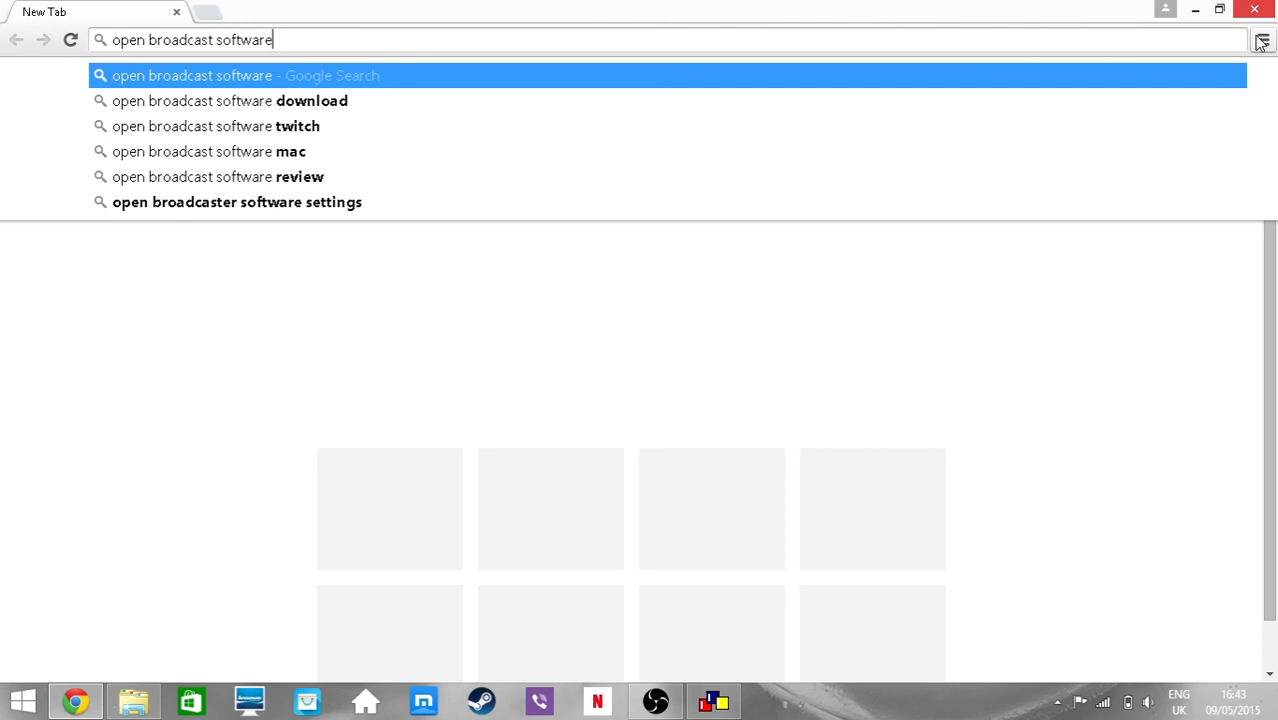 New Tab
open broadcast software
open broadcast software - Google Search
open broadcast software download
open broadcast software twitch
open broadcast software mac
open broadcast software review
open broadcaster software settings
N
ENG
UK
16:43
09/05/2015